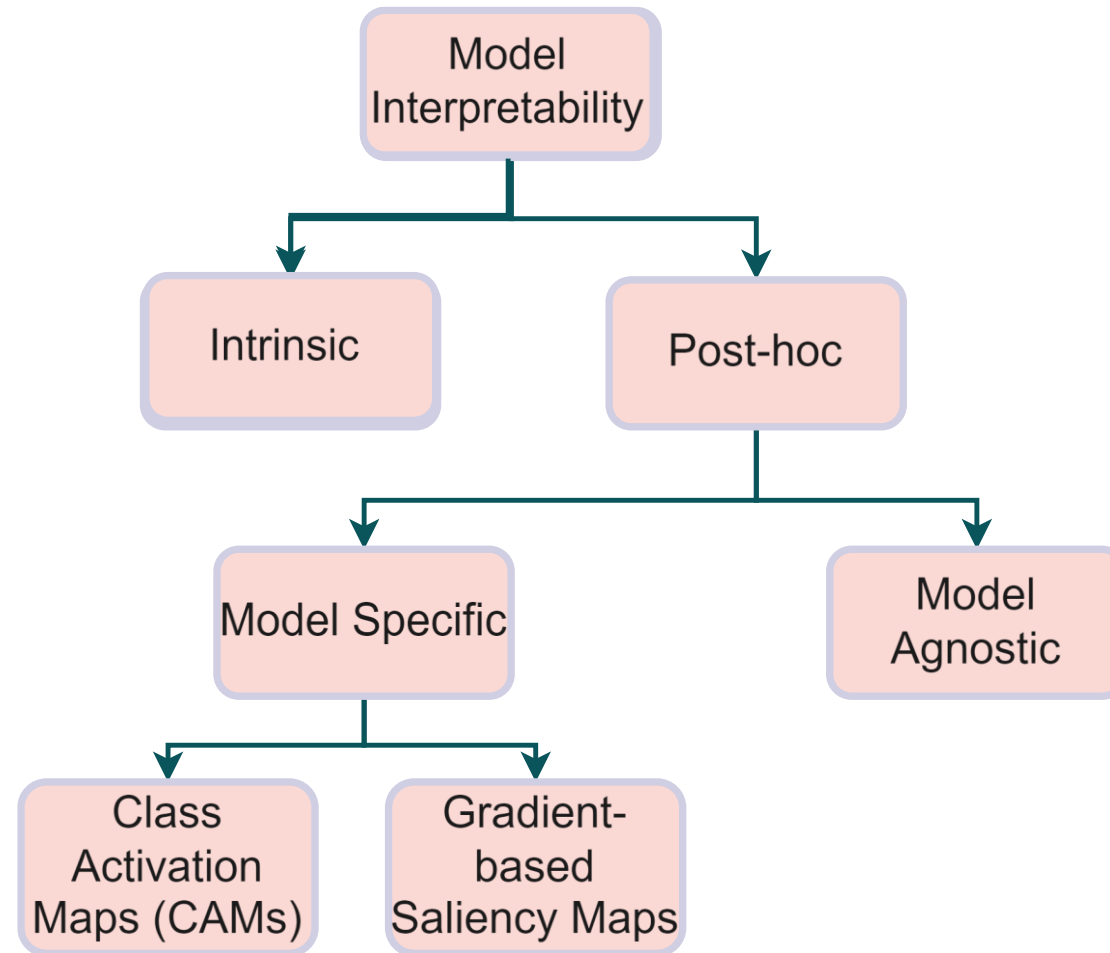 Model
Interpretability
Intrinsic
Post-hoc
Model Specific
Model
Agnostic
Class
Activation
Maps (CAMs)
Gradient-
based
Saliency Maps